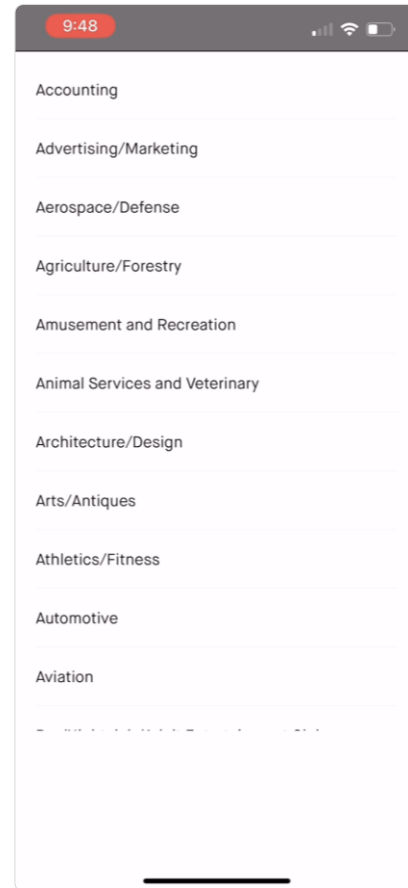 9:48
Accounting
Advertising/Marketing
Aerospace/Defense
Agriculture/Forestry
Amusement and Recreation
Animal Services and Veterinary
Architecture/Design
Arts/Antiques
Athletics/Fitness
Automotive
Aviation